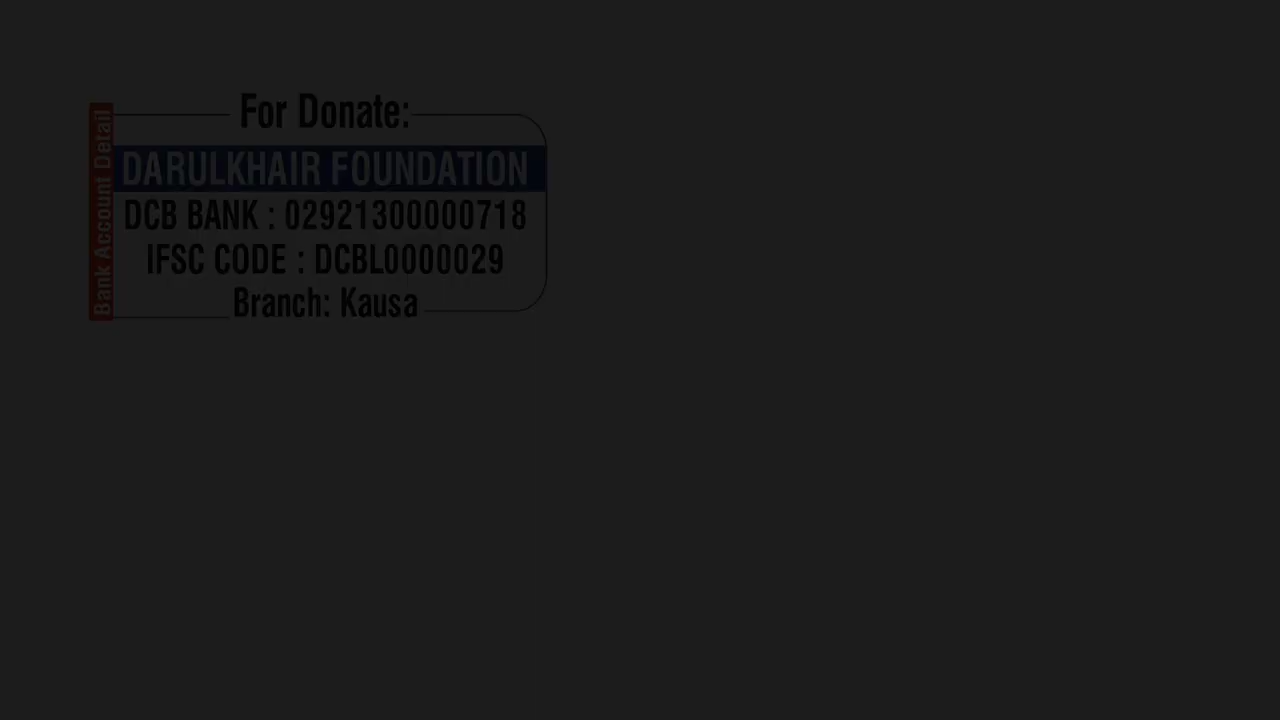 For Donate:
Bank Account Detail
DARULKHAIR FOUNDATION
DCB BANK : 02921300000718
IFSC CODE : DCBL0000029
Branch: Kausa